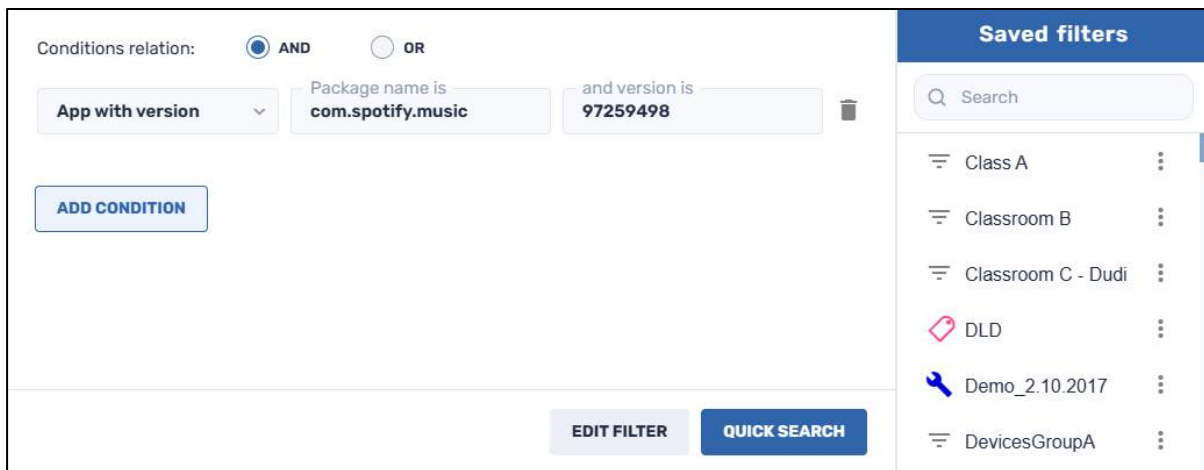 Conditions relation:
AND
OR
App with version
Package name is
com.spotify.music
and version is
97259498
ADD CONDITION
EDIT FILTER
QUICK SEARCH
Saved filters
Search
Class A
Classroom B
Classroom C - Dudi
DLD
Demo_2.10.2017
DevicesGroupA